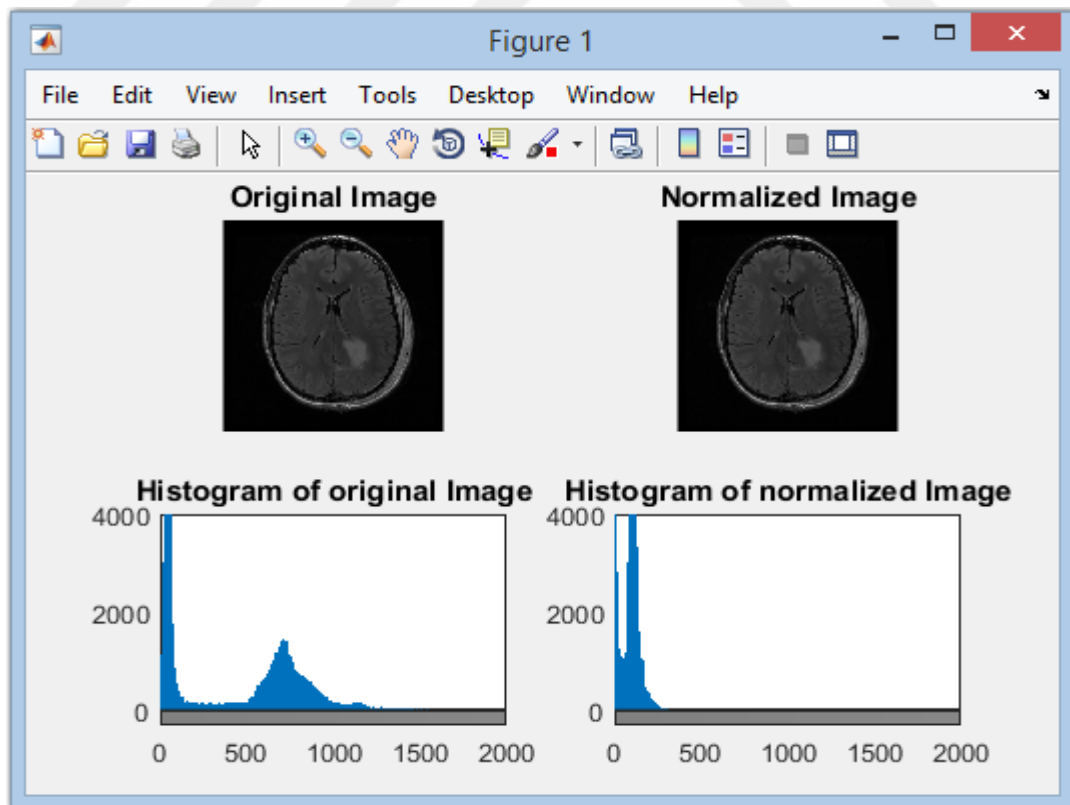 Figure 1
File Edit View Insert Tools Desktop Window Help
Original Image
Normalized Image
Histogram of original Image
Histogram of normalized Image
4000
2000
0
0 500 1000 1500 2000
4000
2000
0
0 500 1000 1500 2000